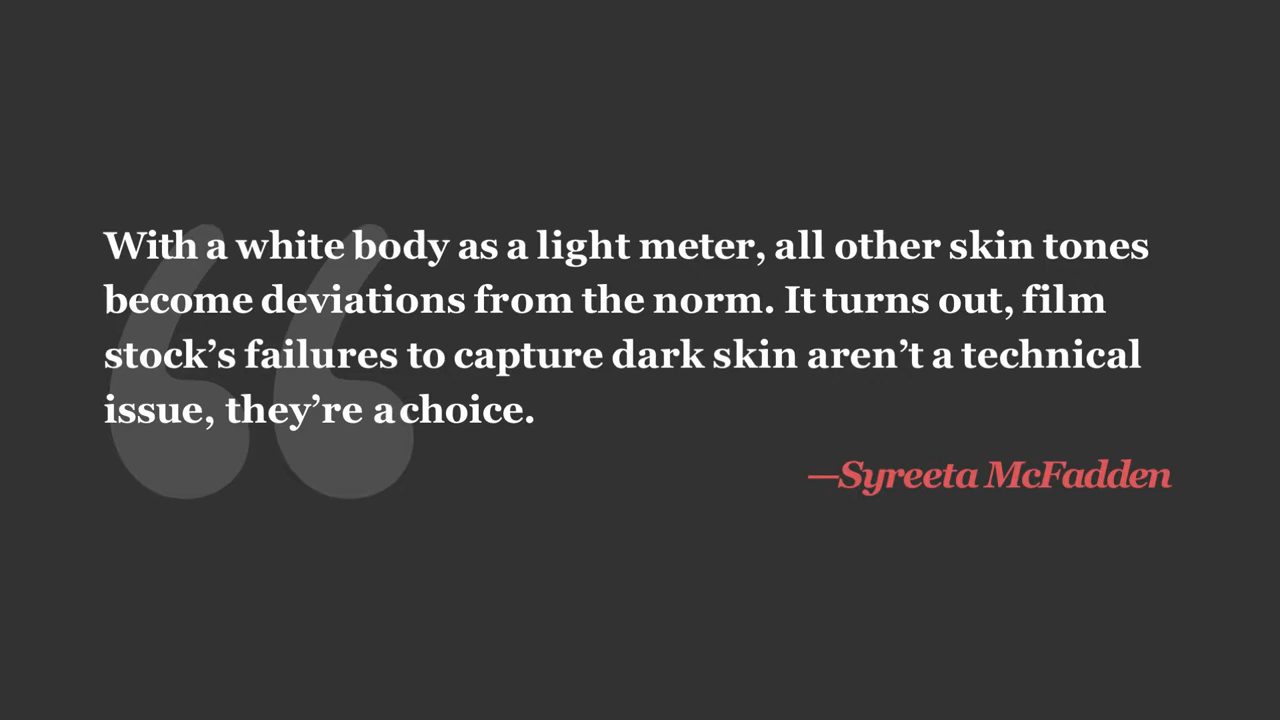 With a white body as a light meter, all other skin tones
become deviations from the norm. It turns out, film
stock’s failures to capture dark skin aren’t a technical
issue, they’re a choice.
—Syreeta McFadden